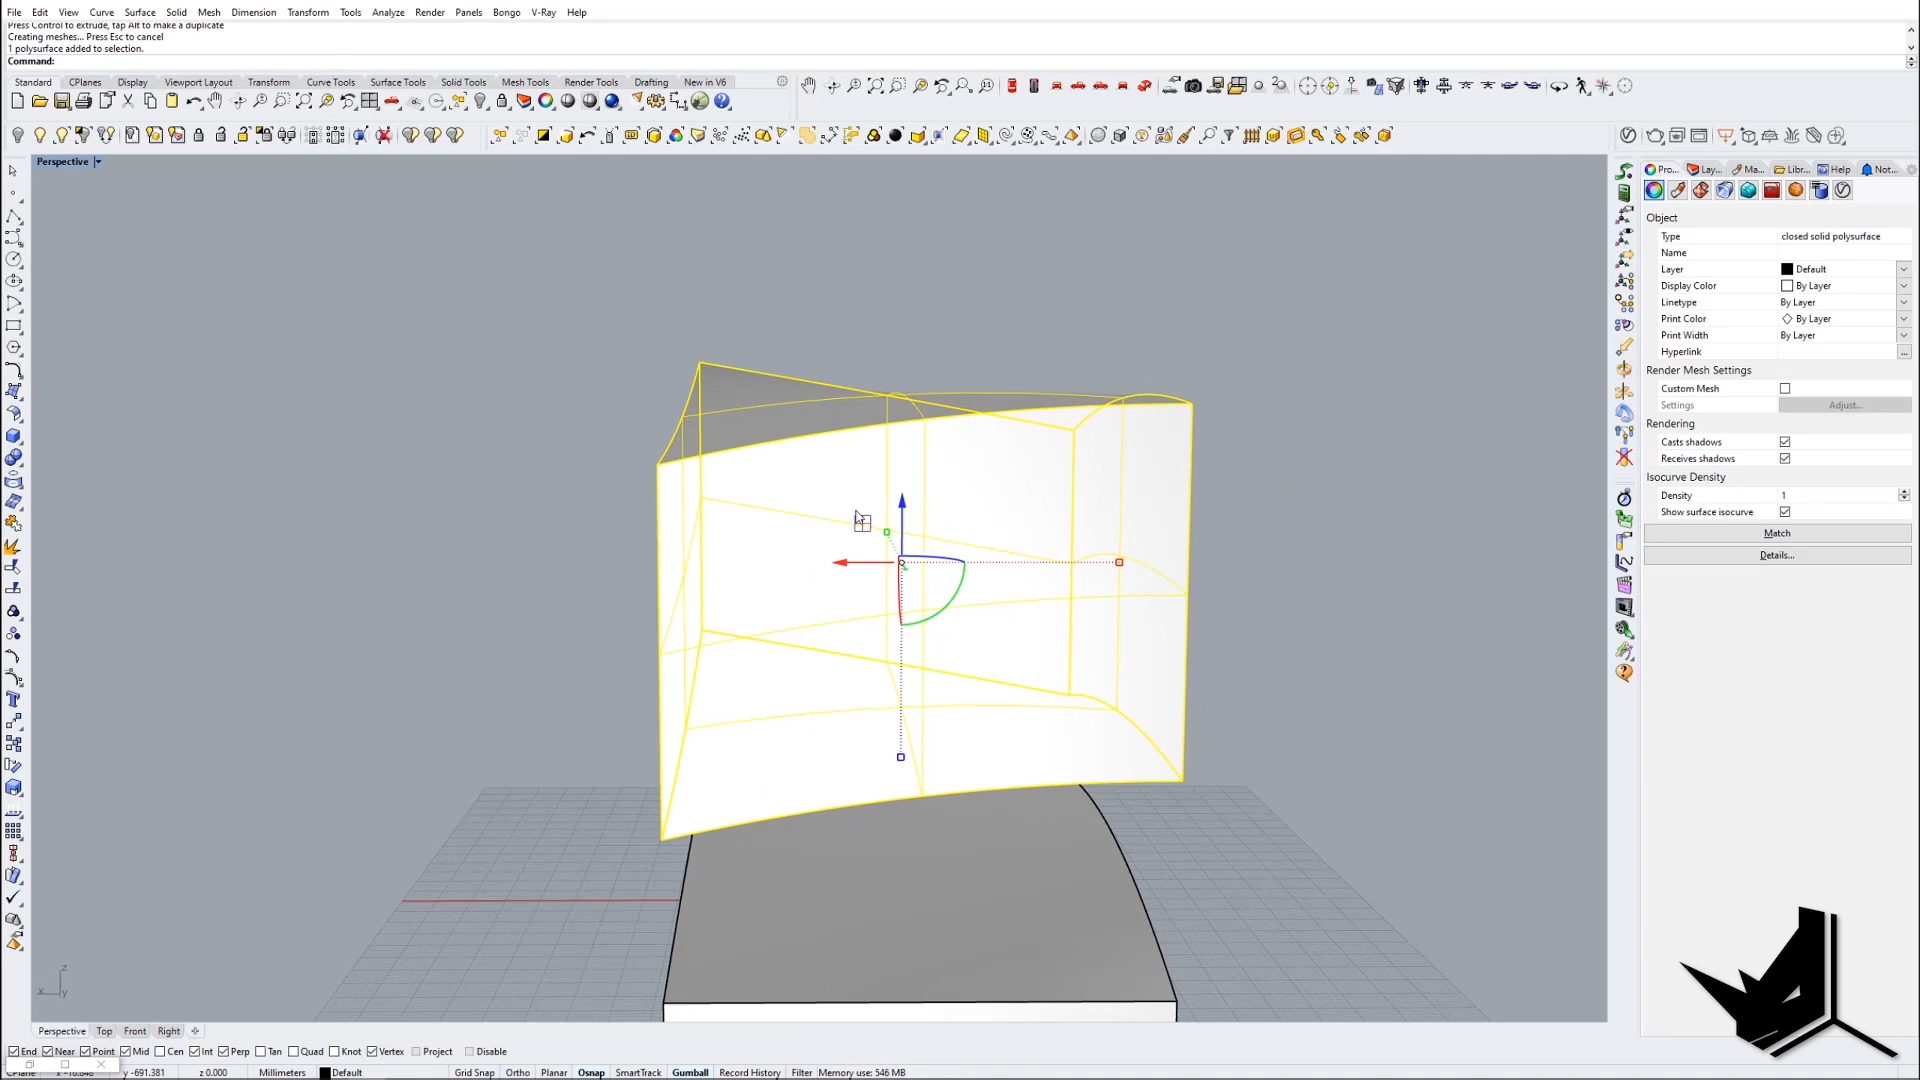 File Edit View Curve Surface Solid Mesh Dimension Transform Tools Analyze Render Panels Bongo V-Ray Help
Press Control to extrude, tap Alt to make a duplicate
Creating meshes... Press Esc to cancel
1 polysurface added to selection.
Command:
Standard CPlanes Display Viewport Layout Transform Curve Tools Surface Tools Solid Tools Mesh Tools Render Tools Drafting New in V6
Perspective
Pro... Lay... Ma... Libr... Help Not...
Object
Type closed solid polysurface
Name
Layer Default
Display Color By Layer
Linetype By Layer
Print Color By Layer
Print Width By Layer
Hyperlink ...
Render Mesh Settings
Custom Mesh
Settings Adjust...
Rendering
Casts shadows
Receives shadows
Isocurve Density
Density 1
Show surface isocurve
Match
Details...
z
x y
Perspective Top Front Right
End Near Point Mid Cen Int Perp Tan Quad Knot Vertex Project Disable
y -691.381 z 0.000 Millimeters Default Grid Snap Ortho Planar Osnap SmartTrack Gumball Record History Filter Memory use: 546 MB